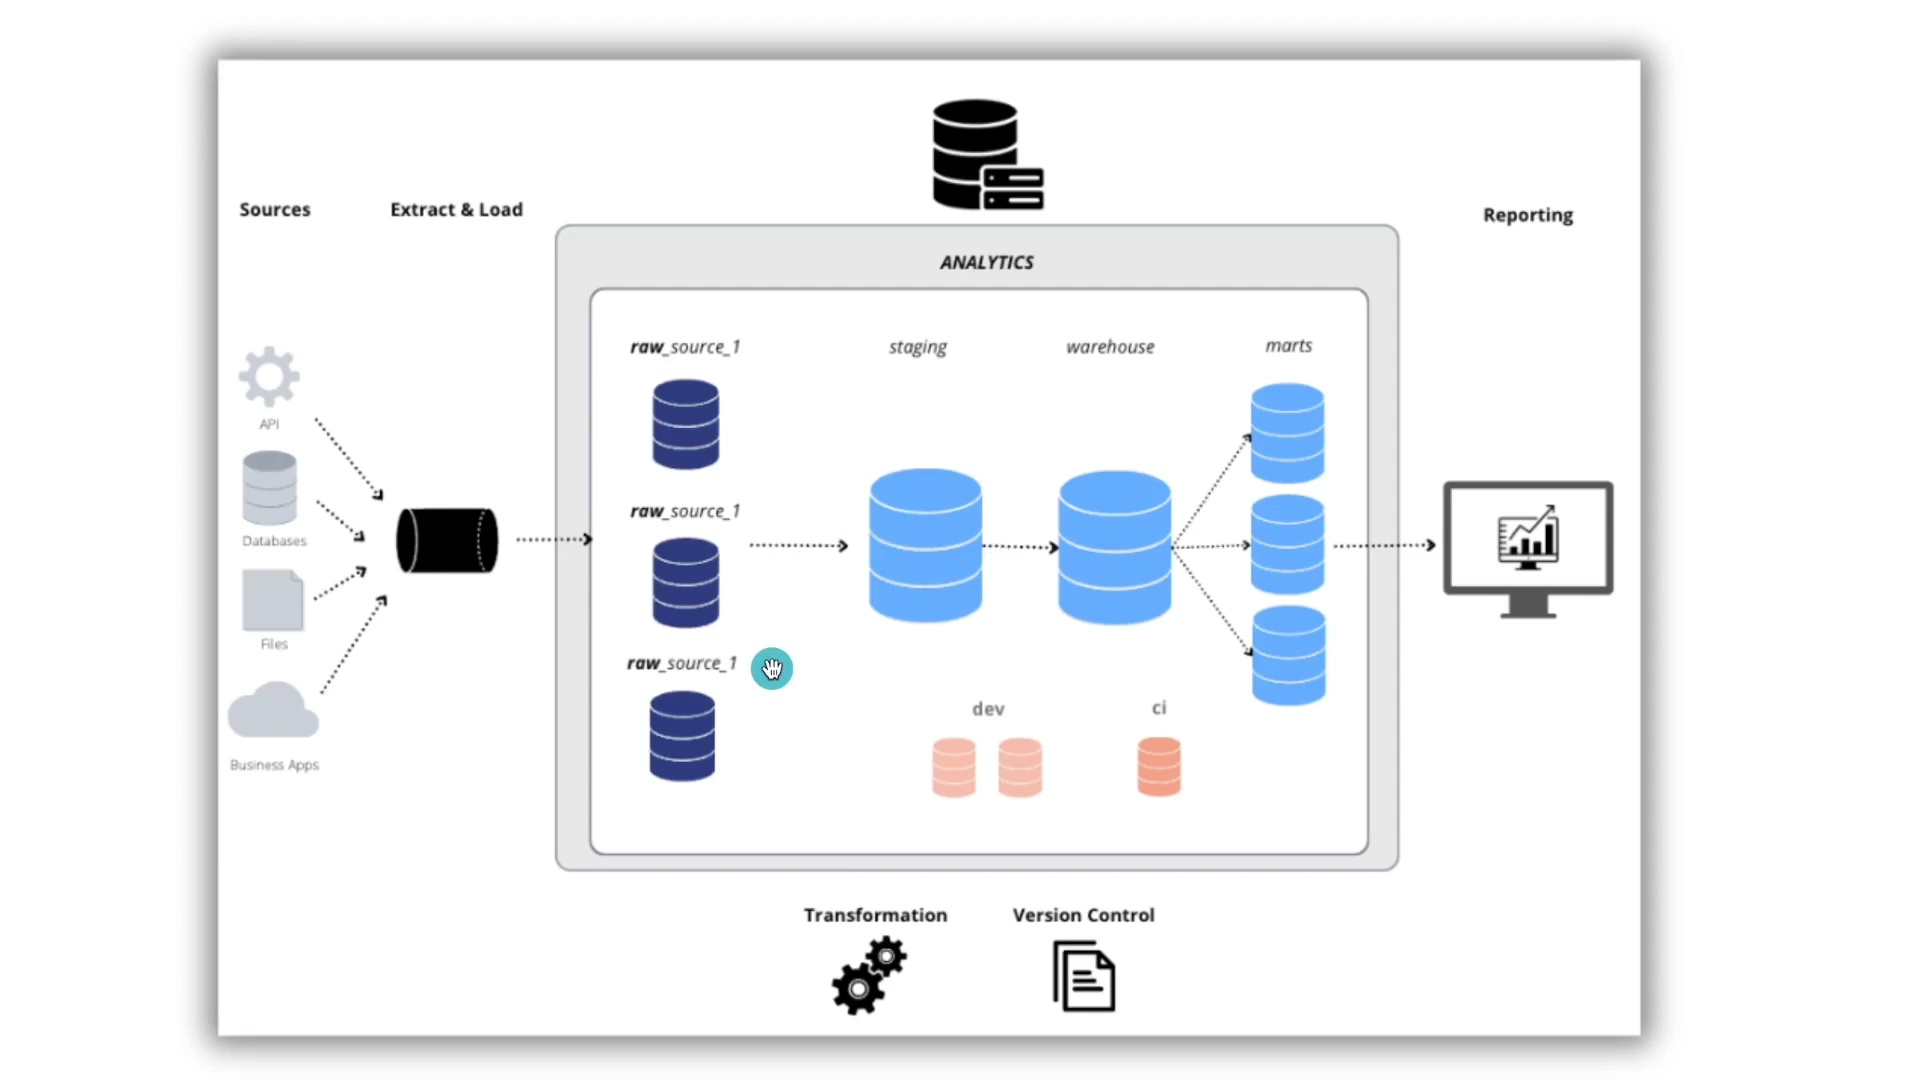 Sources
Extract & Load
Reporting
ANALYTICS
raw_source_1
staging
warehouse
marts
API
raw_source_1
Databases
Files
raw_source_1
dev
ci
Business Apps
Transformation
Version Control